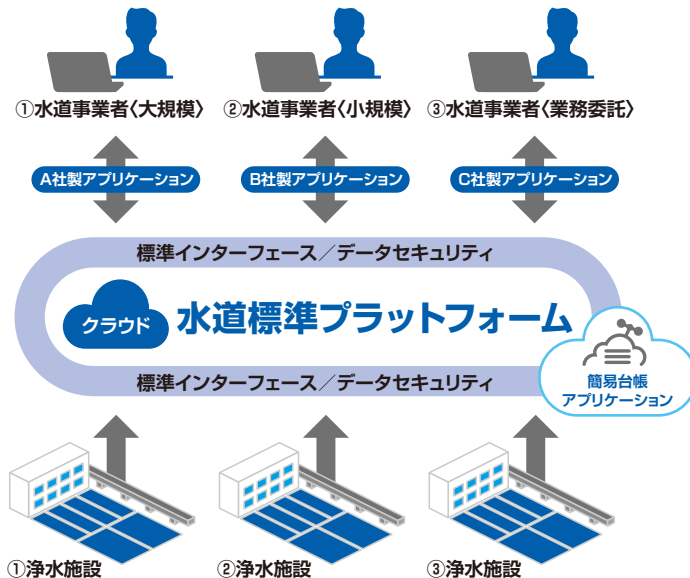 ①水道事業者〈大規模〉
②水道事業者〈小規模〉
③水道事業者〈業務委託〉
A社製アプリケーション
B社製アプリケーション
C社製アプリケーション
標準インターフェース／データセキュリティ
クラウド
水道標準プラットフォーム
標準インターフェース／データセキュリティ
簡易台帳
アプリケーション
①浄水施設
②浄水施設
③浄水施設